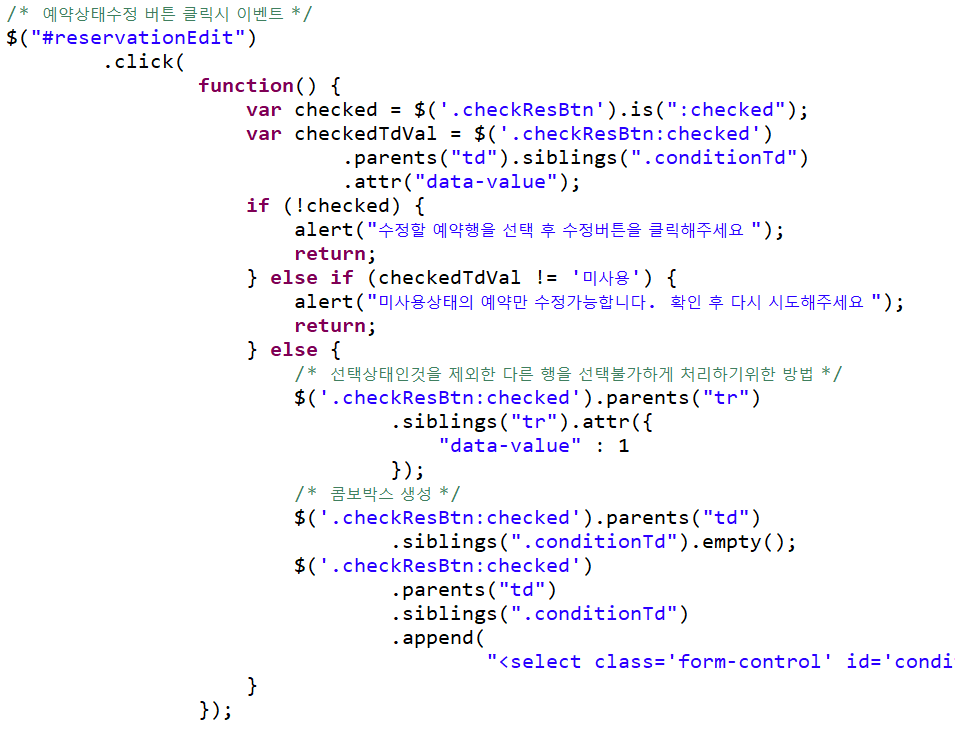 /* 예약상태수정 버튼 클릭시 이벤트 */
$("#reservationEdit")
        .click(
                function() {
                    var checked = $('.checkResBtn').is(":checked");
                    var checkedTdVal = $('.checkResBtn:checked')
                            .parents("td").siblings(".conditionTd")
                            .attr("data-value");
                    if (!checked) {
                        alert("수정할 예약행을 선택 후 수정버튼을 클릭해주세요 ");
                        return;
                    } else if (checkedTdVal != '미사용') {
                        alert("미사용상태의 예약만 수정가능합니다. 확인 후 다시 시도해주세요 ");
                        return;
                    } else {
                        /* 선택상태인것을 제외한 다른 행을 선택불가하게 처리하기위한 방법 */
                        $('.checkResBtn:checked').parents("tr")
                                .siblings("tr").attr({
                                    "data-value" : 1
                                });
                        /* 콤보박스 생성 */
                        $('.checkResBtn:checked').parents("td")
                                .siblings(".conditionTd").empty();
                        $('.checkResBtn:checked')
                                .parents("td")
                                .siblings(".conditionTd")
                                .append(
                                        "<select class='form-control' id='condi
                    }
                });